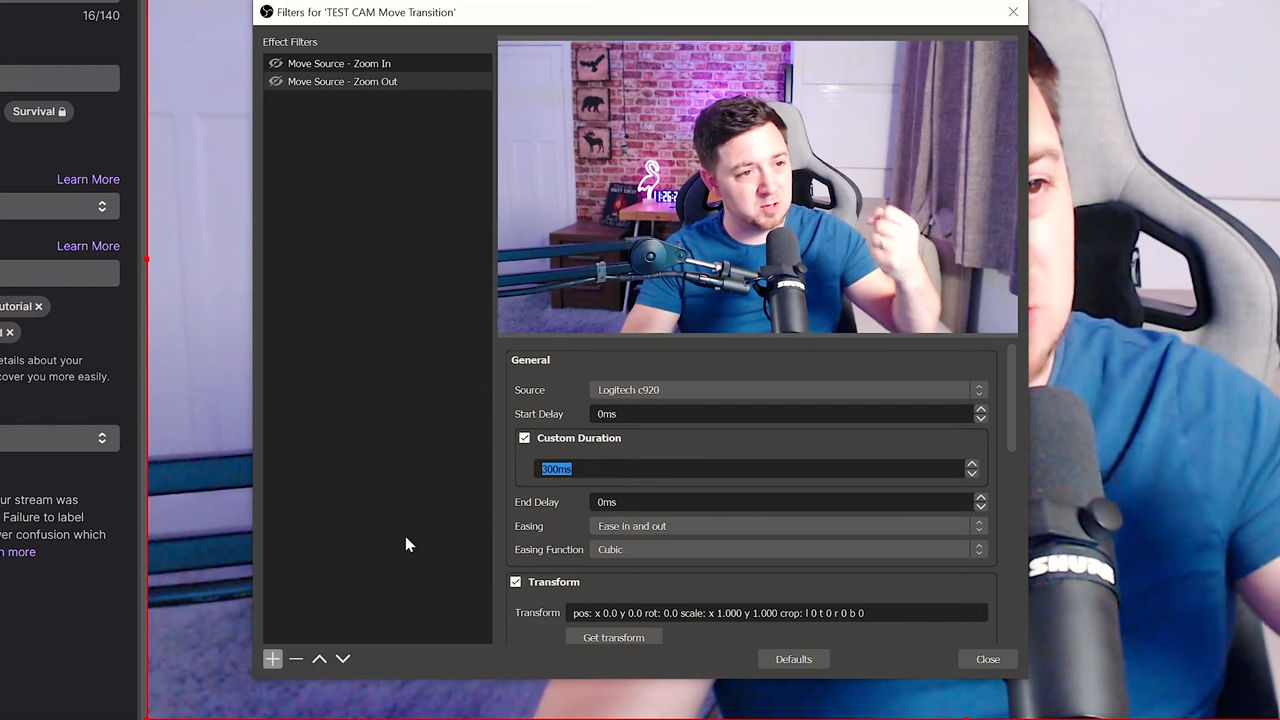 16/140
Survival
Learn More
Learn More
utorial ×
×
etails about your
cover you more easily.
ur stream was
Failure to label
er confusion which
n more
Filters for 'TEST CAM Move Transition'
Effect Filters
Move Source - Zoom In
Move Source - Zoom Out
SHURE
General
Source Logitech c920
Start Delay 0ms
Custom Duration
300ms
End Delay 0ms
Easing Ease in and out
Easing Function Cubic
Transform
Transform pos: x 0.0 y 0.0 rot: 0.0 scale: x 1.000 y 1.000 crop: l 0 t 0 r 0 b 0
Get transform
Defaults
Close
SHURE